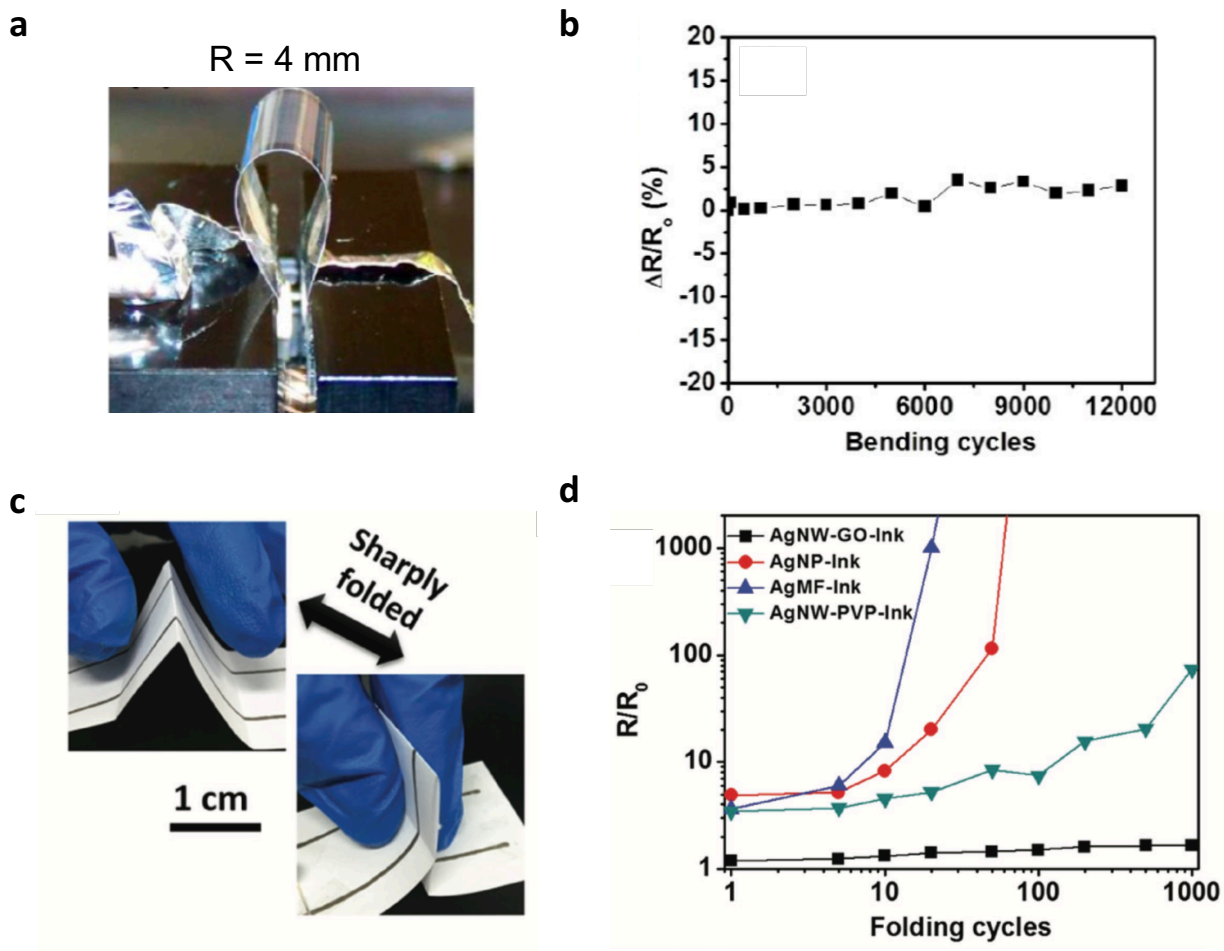 a
R = 4 mm
b
20
15
10
5
0
-5
-10
-15
-20
ΔR/Rₒ (%)
0 3000 6000 9000 12000
Bending cycles
c
Sharply
folded
1 cm
d
AgNW-GO-Ink
AgNP-Ink
AgMF-Ink
AgNW-PVP-Ink
1000
100
10
1
R/R₀
1 10 100 1000
Folding cycles